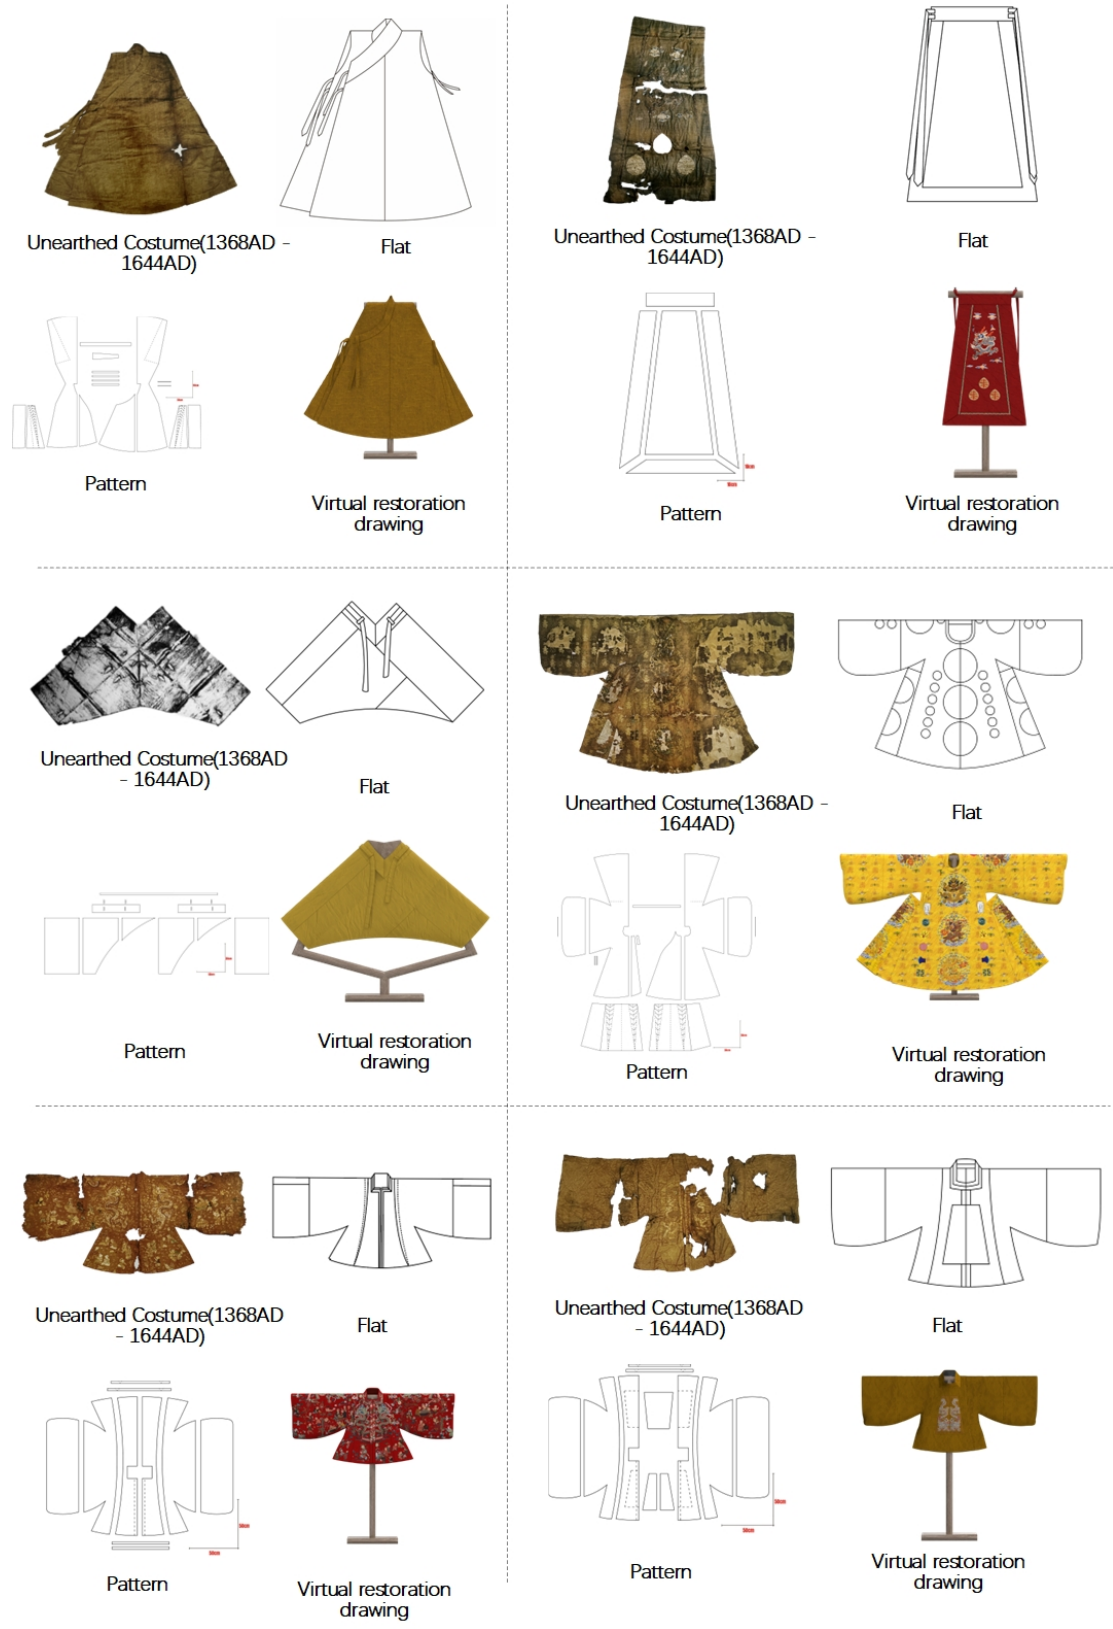 Unearthed Costume(1368AD -
1644AD)
Flat
Pattern
Virtual restoration
drawing
Unearthed Costume(1368AD -
1644AD)
Flat
Pattern
Virtual restoration
drawing
Unearthed Costume(1368AD
- 1644AD)
Flat
Pattern
Virtual restoration
drawing
Unearthed Costume(1368AD -
1644AD)
Flat
Pattern
Virtual restoration
drawing
Unearthed Costume(1368AD
- 1644AD)
Flat
Pattern
Virtual restoration
drawing
Unearthed Costume(1368AD
- 1644AD)
Flat
Pattern
Virtual restoration
drawing